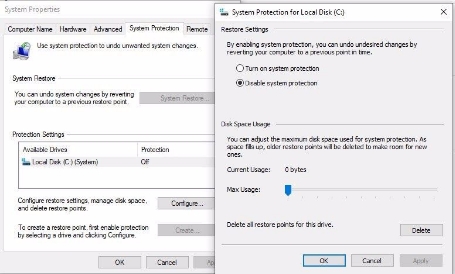 System Properties
Computer Name
Hardware
Advanced
System Protection
Remote
Use system protection to undo unwanted system changes.
System Restore
You can undo system changes by reverting
your computer to a previous restore point.
System Restore...
Protection Settings
Available Drives
Protection
Local Disk (C:) (System)
Off
Configure restore settings, manage disk space,
and delete restore points.
Configure...
To create a restore point, first enable protection
by selecting a drive and clicking Configure.
Create...
OK
Cancel
System Protection for Local Disk (C:)
Restore Settings
By enabling system protection, you can undo undesired changes by
reverting your computer to a previous point in time.
Turn on system protection
Disable system protection
Disk Space Usage
You can adjust the maximum disk space used for system protection. As
space fills up, older restore points will be deleted to make room for new
ones.
Current Usage:
0 bytes
Max Usage:
Delete all restore points for this drive.
Delete
OK
Cancel
Apply